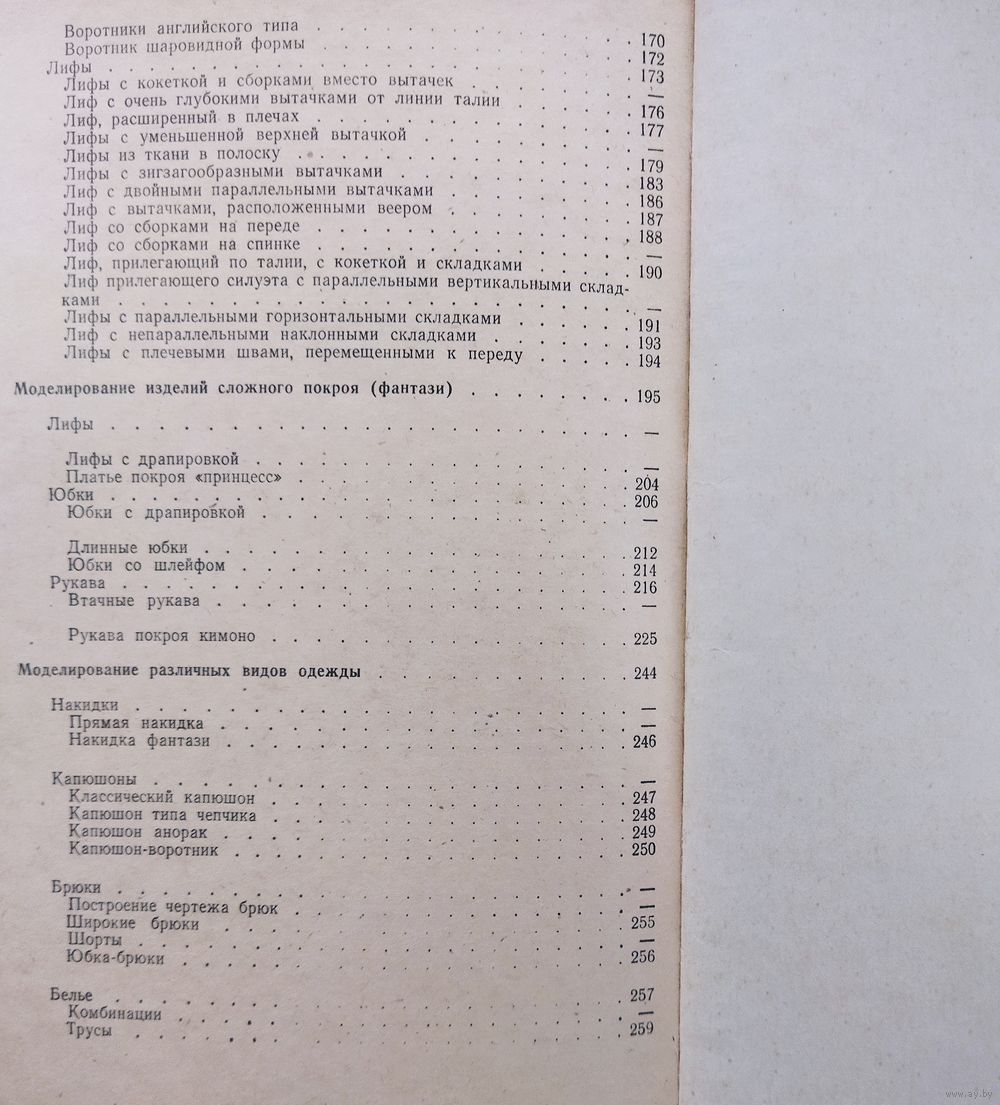 Воротники английского типа . . . . . . . . . . 170
Воротник шаровидной формы . . . . . . . . . . 172
Лифы . . . . . . . . . . 173
Лифы с кокеткой и сборками вместо вытачек . . . . . . —
Лиф с очень глубокими вытачками от линии талии . . . . . 176
Лиф, расширенный в плечах . . . . . . . . . . 177
Лифы с уменьшенной верхней вытачкой . . . . . . . —
Лифы из ткани в полоску . . . . . . . . . . 179
Лифы с зигзагообразными вытачками . . . . . . . 183
Лиф с двойными параллельными вытачками . . . . . . 186
Лиф с вытачками, расположенными веером . . . . . . 187
Лиф со сборками на переде . . . . . . . . . . 188
Лиф со сборками на спинке . . . . . . . . . . —
Лиф, прилегающий по талии, с кокеткой и складками . . . . 190
Лиф прилегающего силуэта с параллельными вертикальными склад-
ками . . . . . . . . . . —
Лифы с параллельными горизонтальными складками . . . . . 191
Лиф с непараллельными наклонными складками . . . . . . 193
Лифы с плечевыми швами, перемещенными к переду . . . . 194
Моделирование изделий сложного покроя (фантази) . . . . . . . 195
Лифы . . . . . . . . . . —
Лифы с драпировкой . . . . . . . . . . —
Платье покроя «принцесс» . . . . . . . . . . 204
Юбки . . . . . . . . . . 206
Юбки с драпировкой . . . . . . . . . . —
Длинные юбки . . . . . . . . . . 212
Юбки со шлейфом . . . . . . . . . . 214
Рукава . . . . . . . . . . 216
Втачные рукава . . . . . . . . . . —
Рукава покроя кимоно . . . . . . . . . . 225
Моделирование различных видов одежды . . . . . . . . . 244
Накидки . . . . . . . . . . —
Прямая накидка . . . . . . . . . . —
Накидка фантази . . . . . . . . . . 246
Капюшоны . . . . . . . . . . —
Классический капюшон . . . . . . . . . . 247
Капюшон типа чепчика . . . . . . . . . . 248
Капюшон анорак . . . . . . . . . . 249
Капюшон-воротник . . . . . . . . . . 250
Брюки . . . . . . . . . . —
Построение чертежа брюк . . . . . . . . . . —
Широкие брюки . . . . . . . . . . 255
Шорты . . . . . . . . . . —
Юбка-брюки . . . . . . . . . . 256
Белье . . . . . . . . . . 257
Комбинации . . . . . . . . . . —
Трусы . . . . . . . . . . 259
www.ay.by